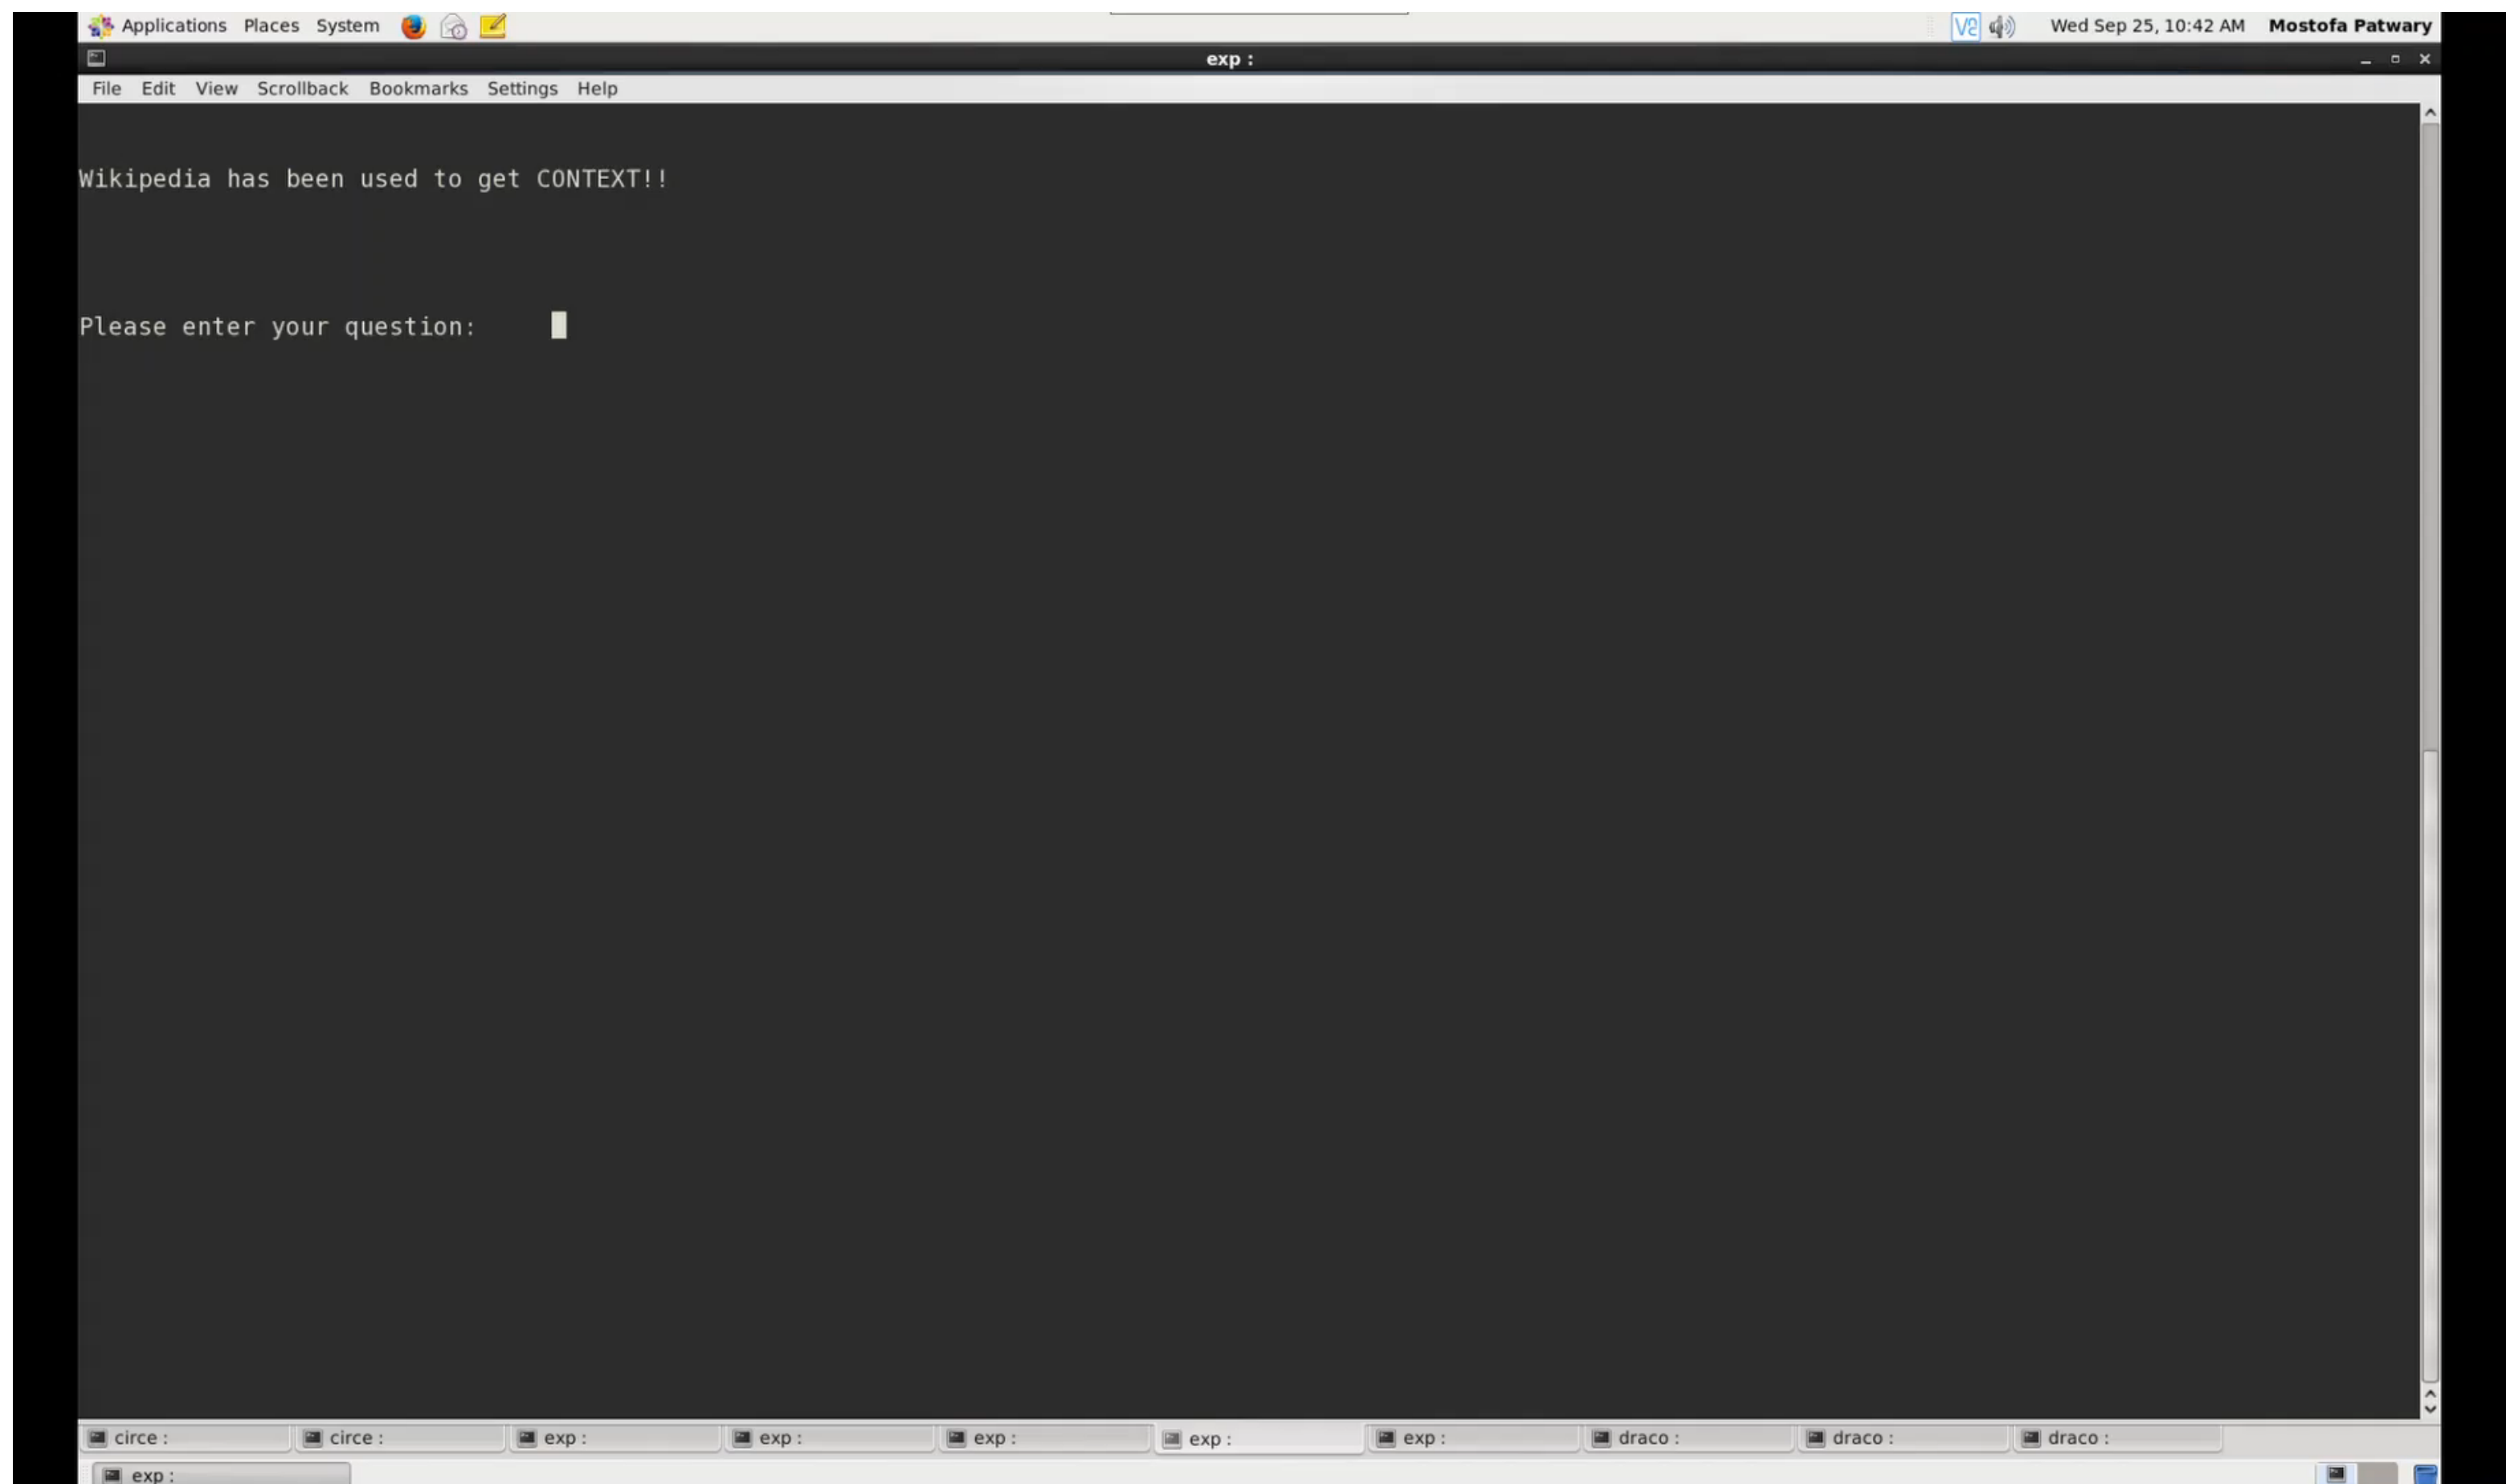 Applications Places System
Wed Sep 25, 10:42 AM Mostofa Patwary
exp :
File Edit View Scrollback Bookmarks Settings Help
Wikipedia has been used to get CONTEXT!!
Please enter your question:
circe : circe : exp : exp : exp : exp : exp : draco : draco : draco :
exp :